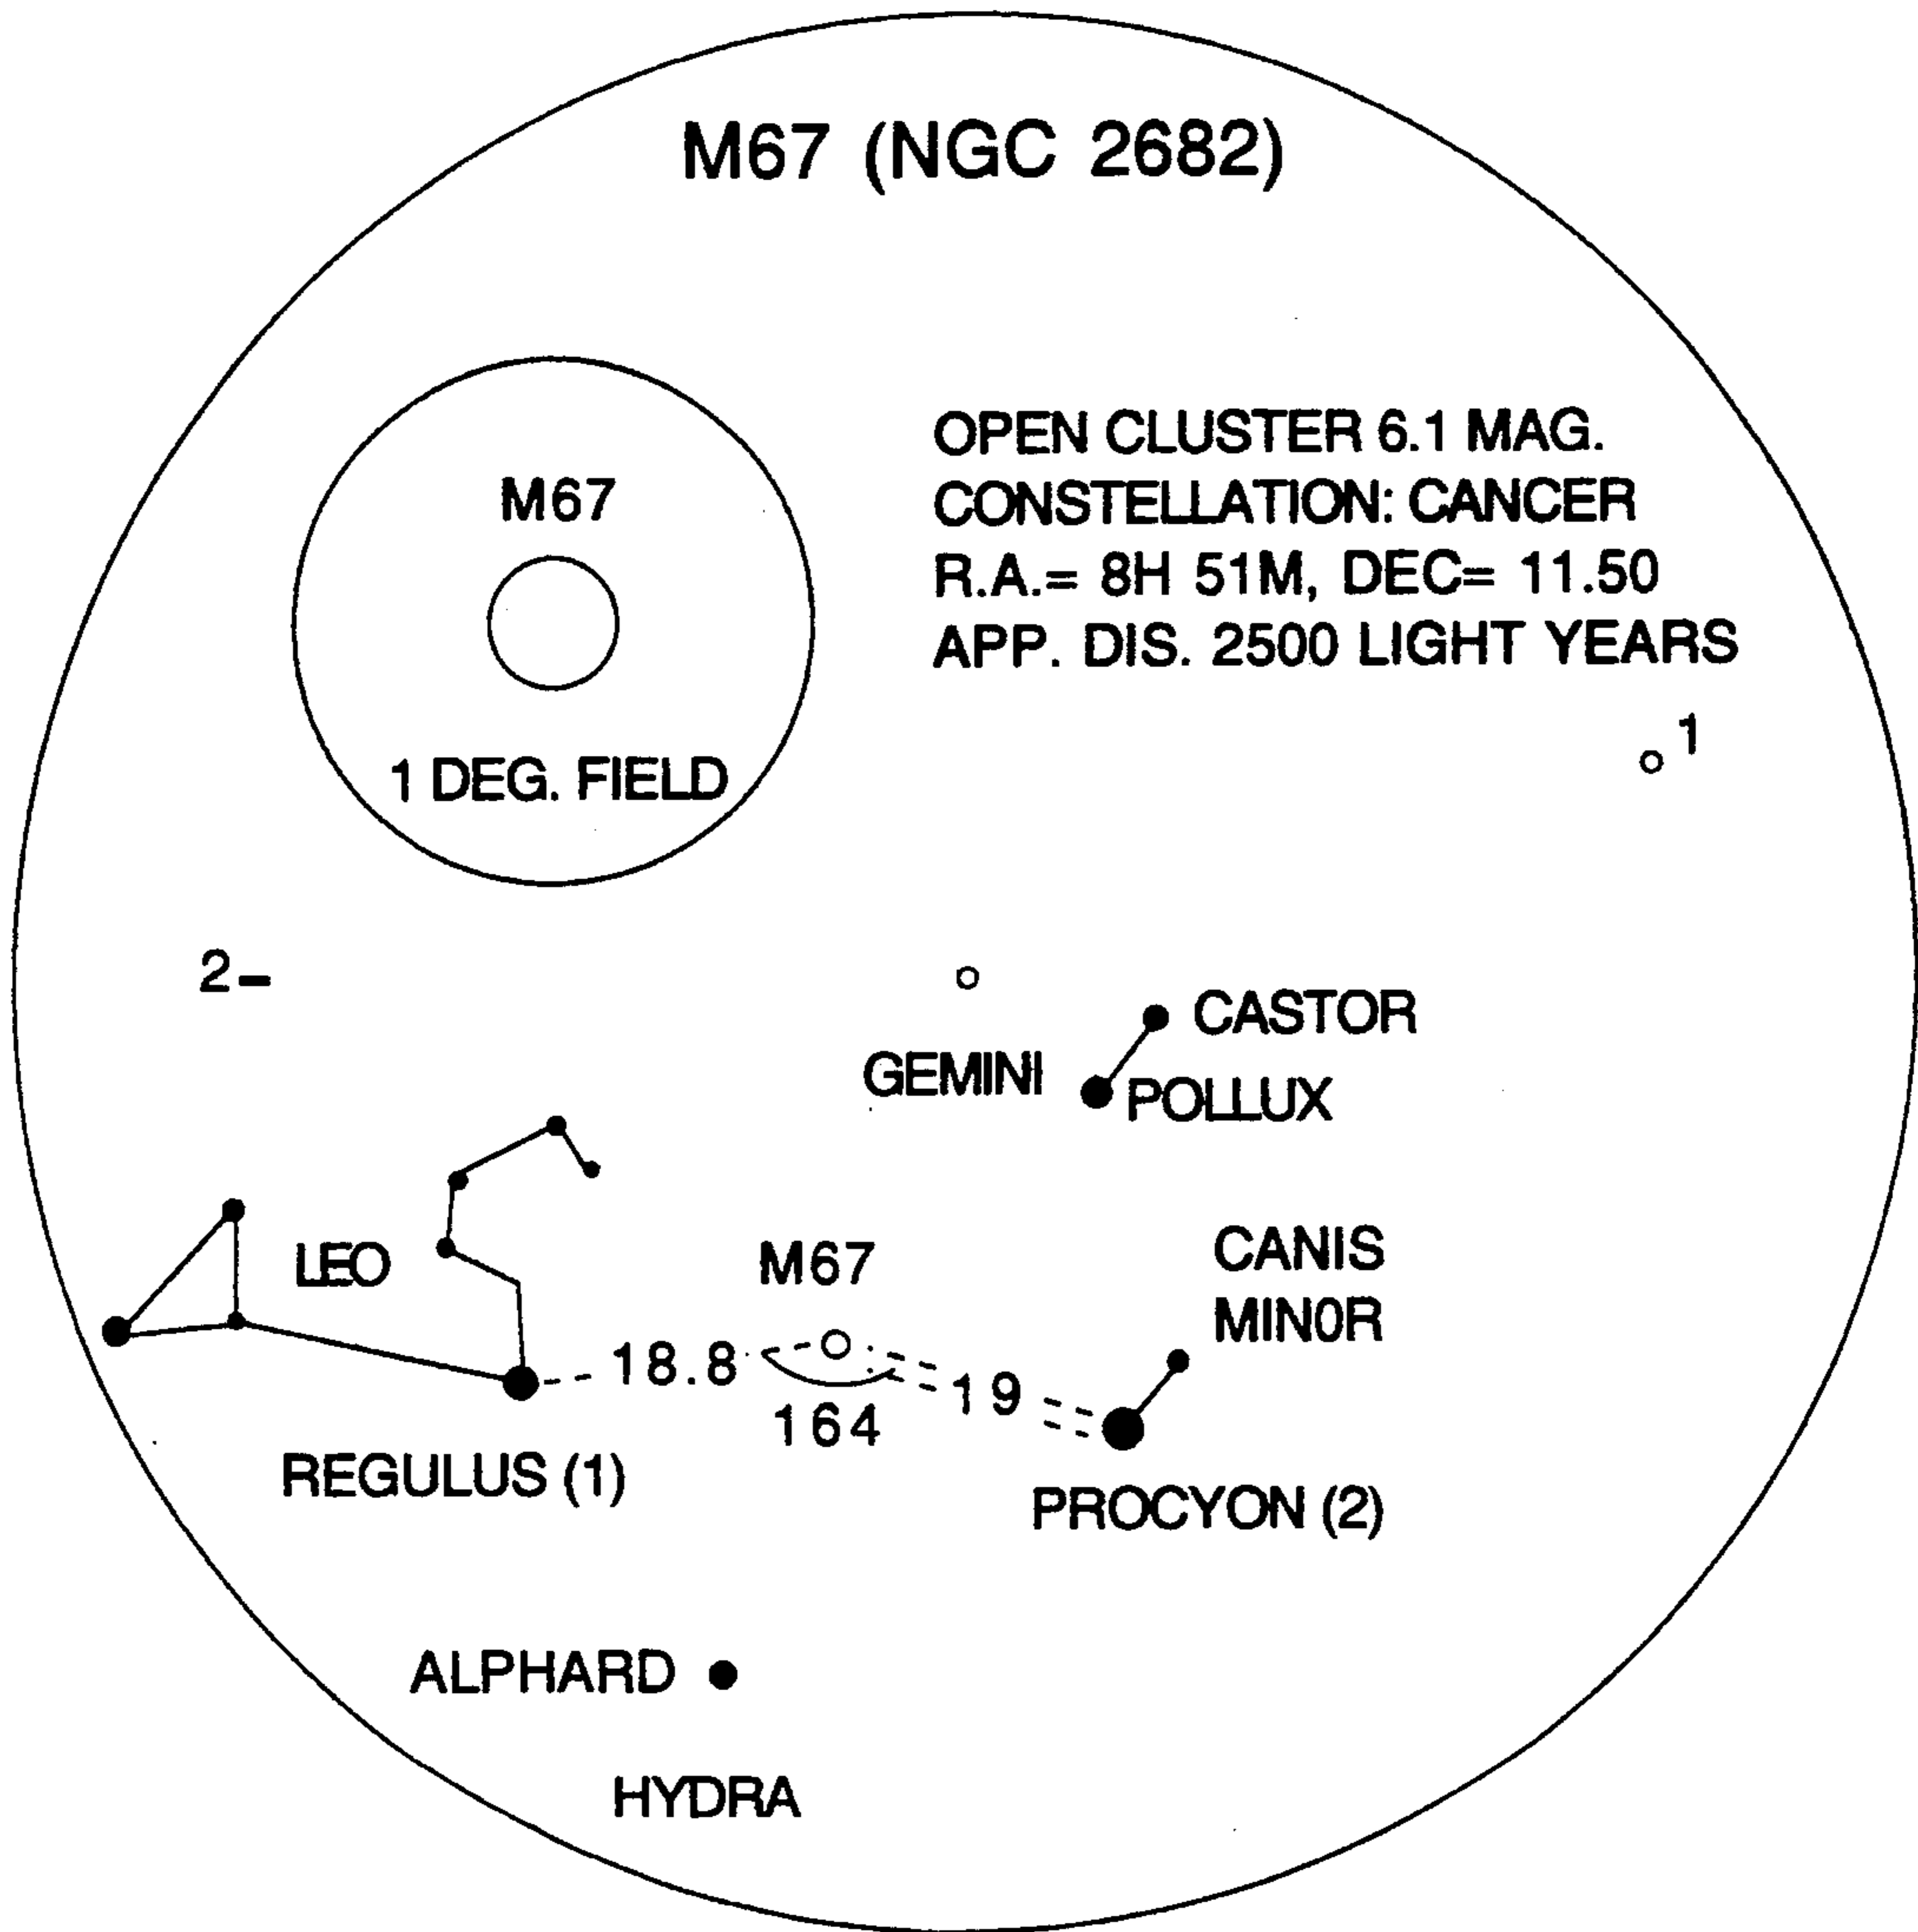 M67 (NGC 2682)
OPEN CLUSTER 6.1 MAG.
CONSTELLATION: CANCER
R.A.= 8H 51M, DEC= 11.50
APP. DIS. 2500 LIGHT YEARS
M67
1 DEG. FIELD
1
2-
CASTOR
GEMINI
POLLUX
LEO
M67
CANIS
MINOR
18.8
19
164
REGULUS (1)
PROCYON (2)
ALPHARD
HYDRA